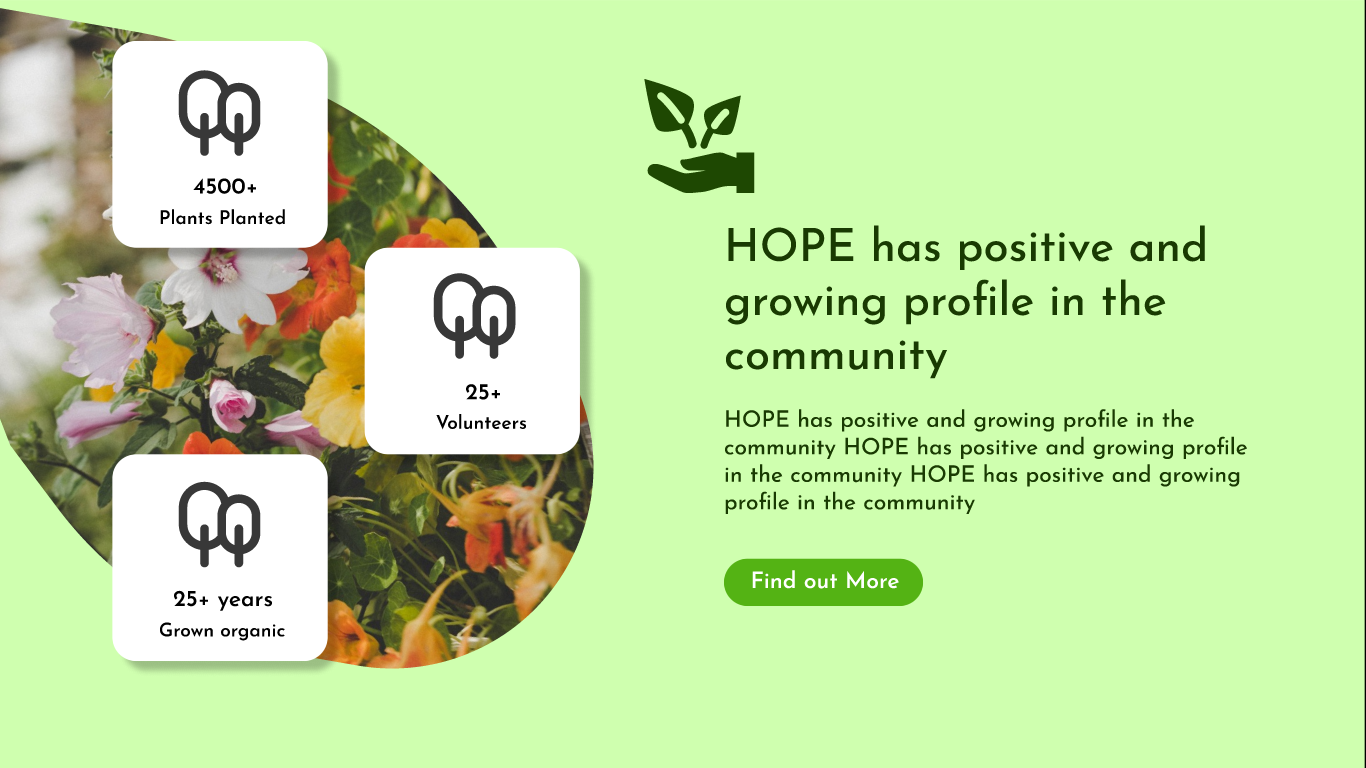 4500+
Plants Planted
25+
Volunteers
25+ years
Grown organic
HOPE has positive and
growing profile in the
community
HOPE has positive and growing profile in the
community HOPE has positive and growing profile
in the community HOPE has positive and growing
profile in the community
Find out More